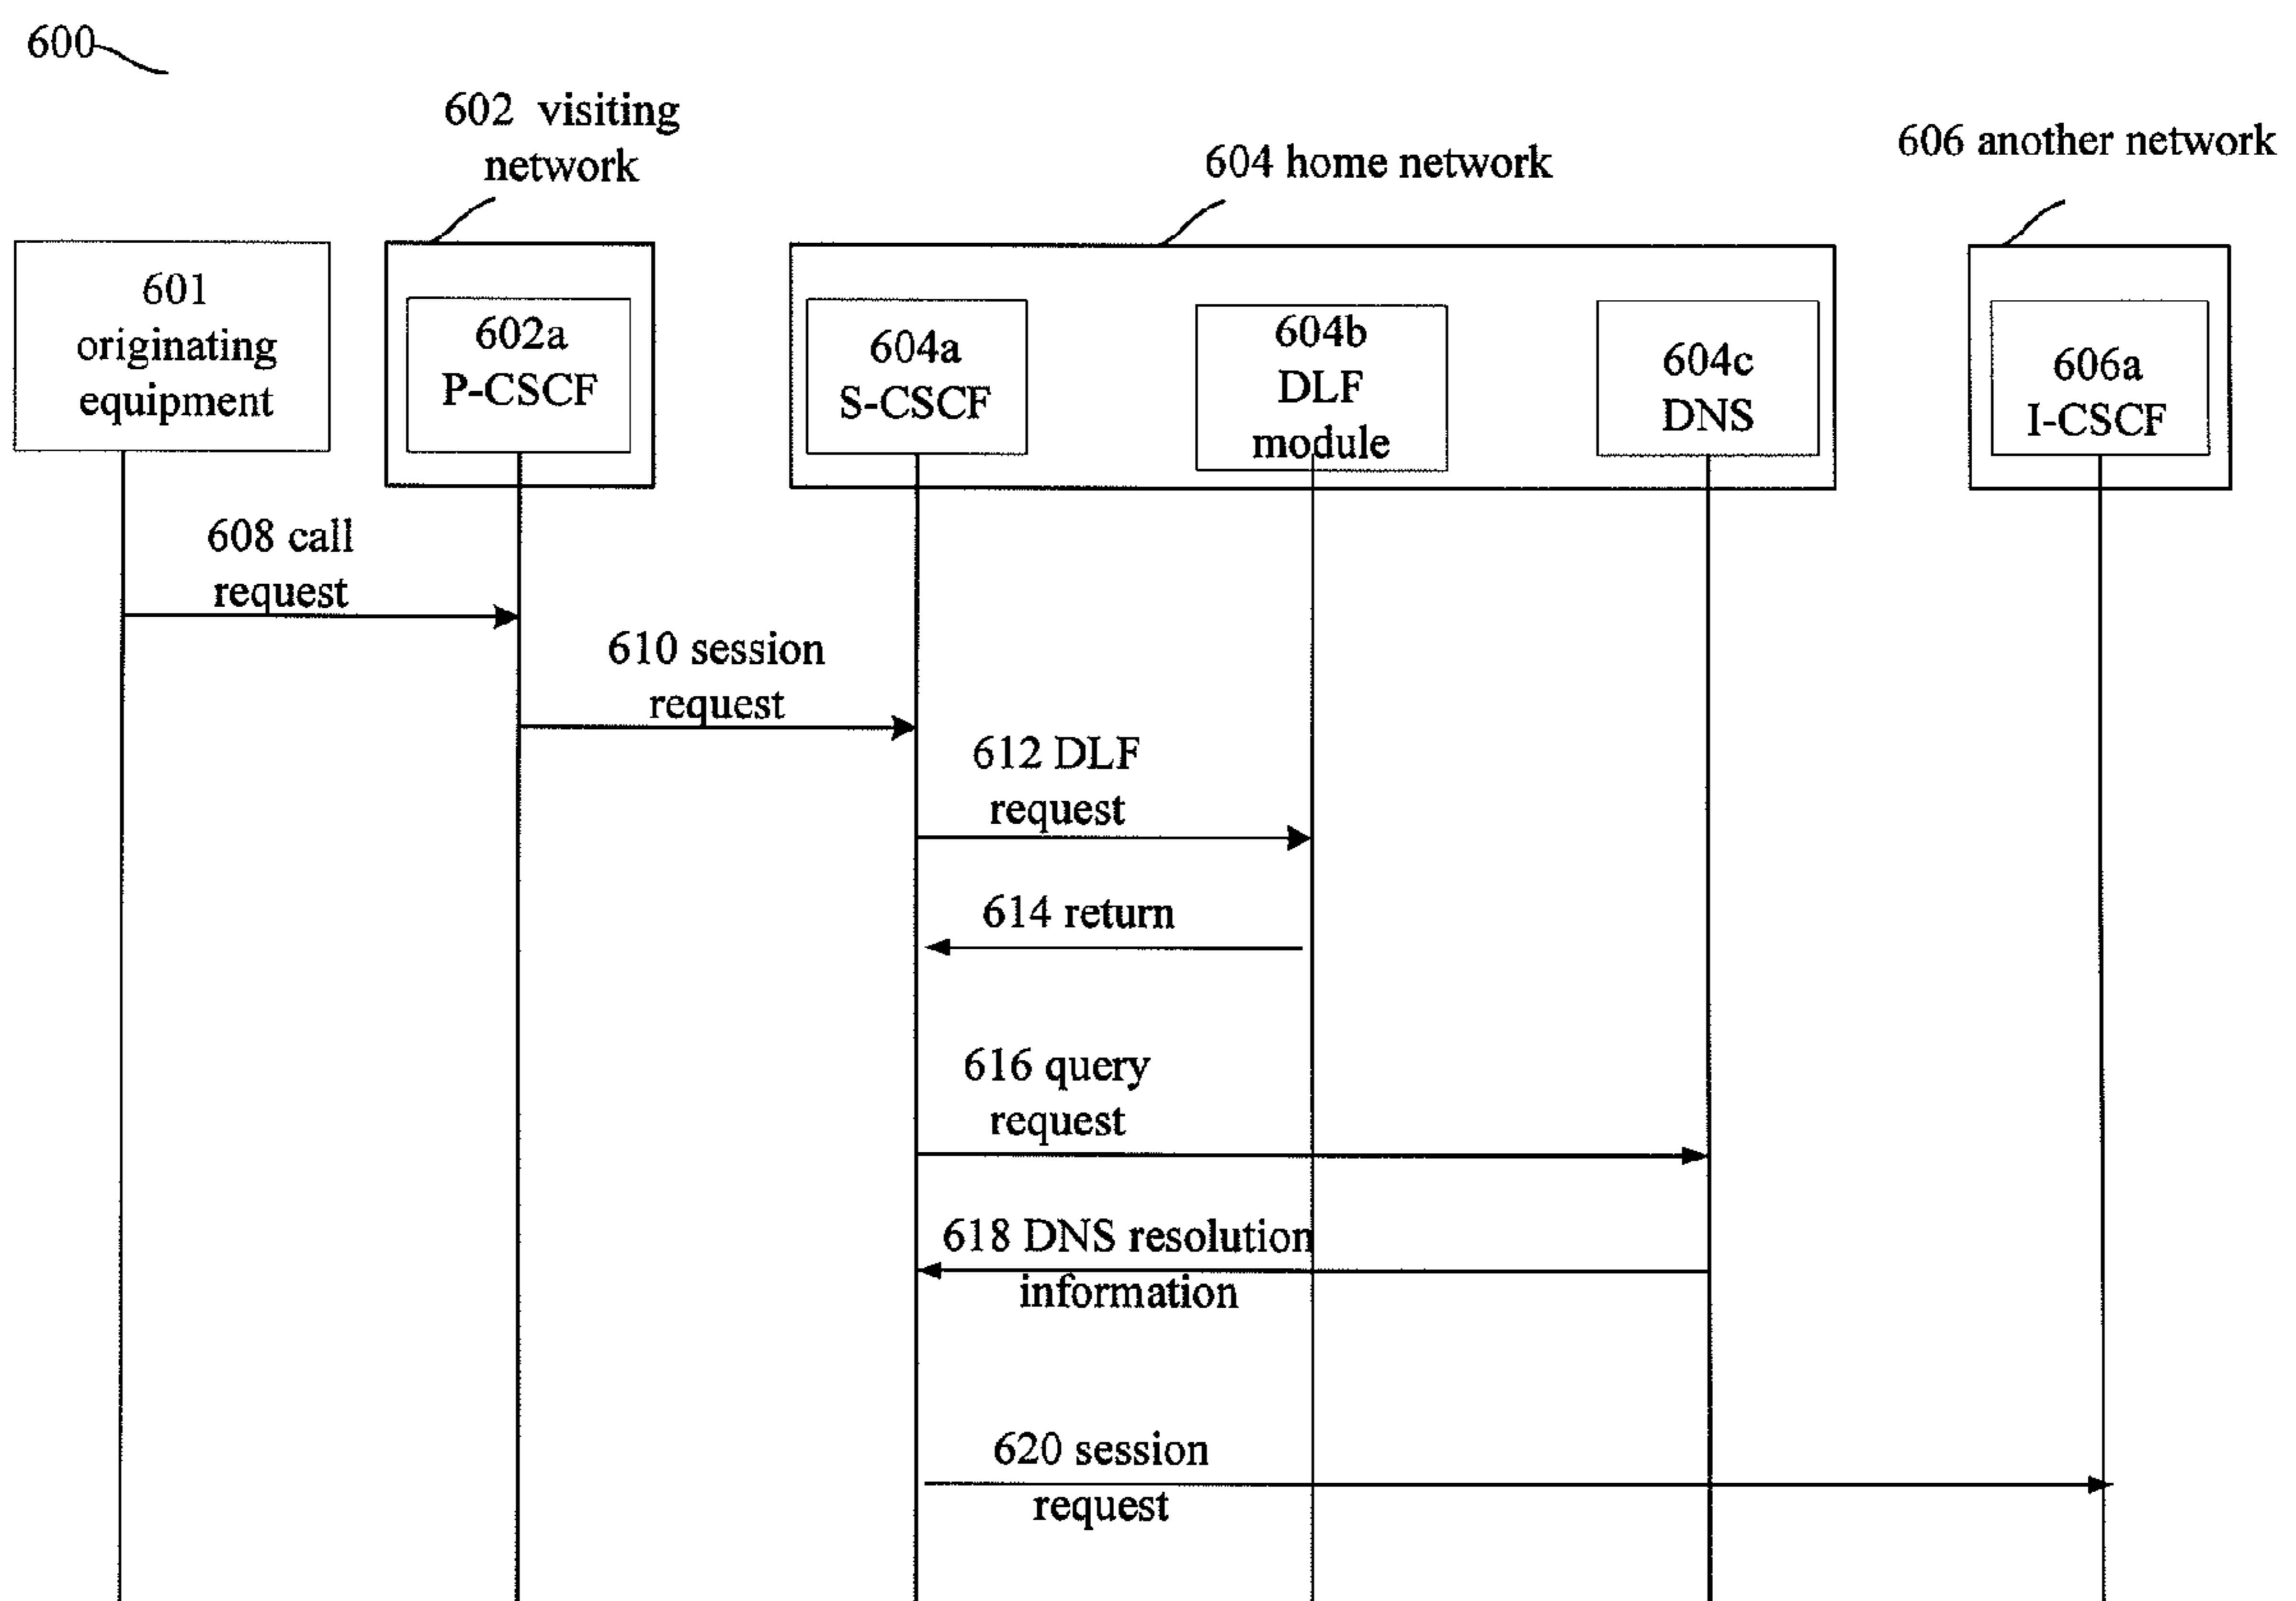 600
602 visiting
network
604 home network
606 another network
601
originating
equipment
602a
P-CSCF
604a
S-CSCF
604b
DLF
module
604c
DNS
606a
I-CSCF
608 call
request
610 session
request
612 DLF
request
614 return
616 query
request
618 DNS resolution
information
620 session
request